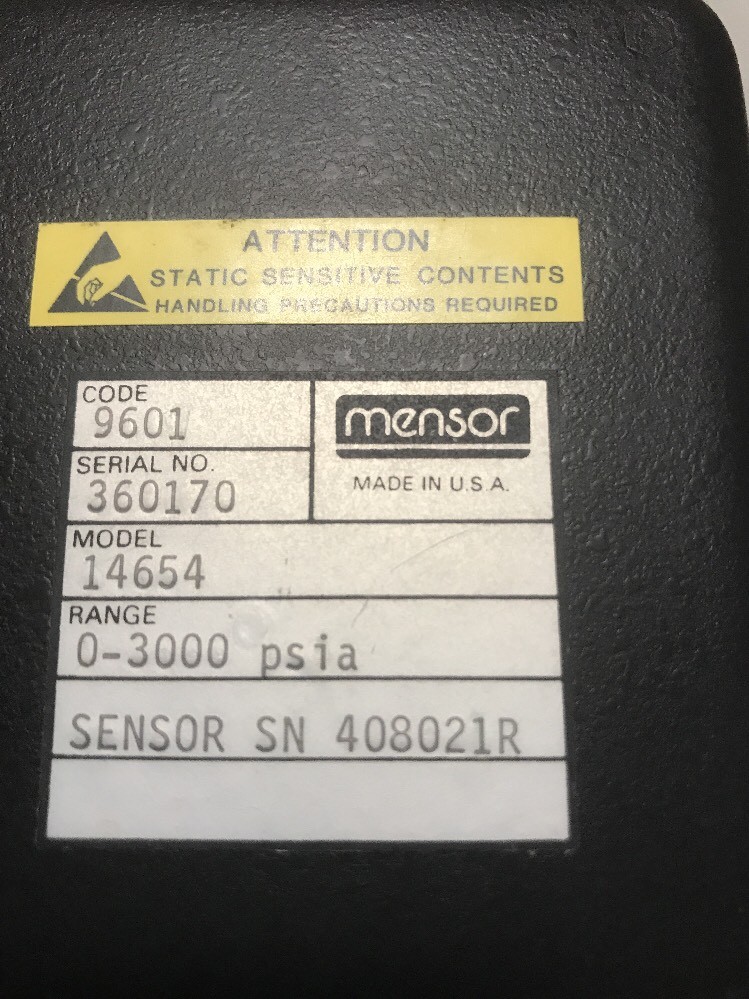 ATTENTION
STATIC SENSITIVE CONTENTS
HANDLING PRECAUTIONS REQUIRED
CODE
9601
mensor
MADE IN U.S.A.
SERIAL NO.
360170
MODEL
14654
RANGE
0-3000 psia
SENSOR SN 408021R